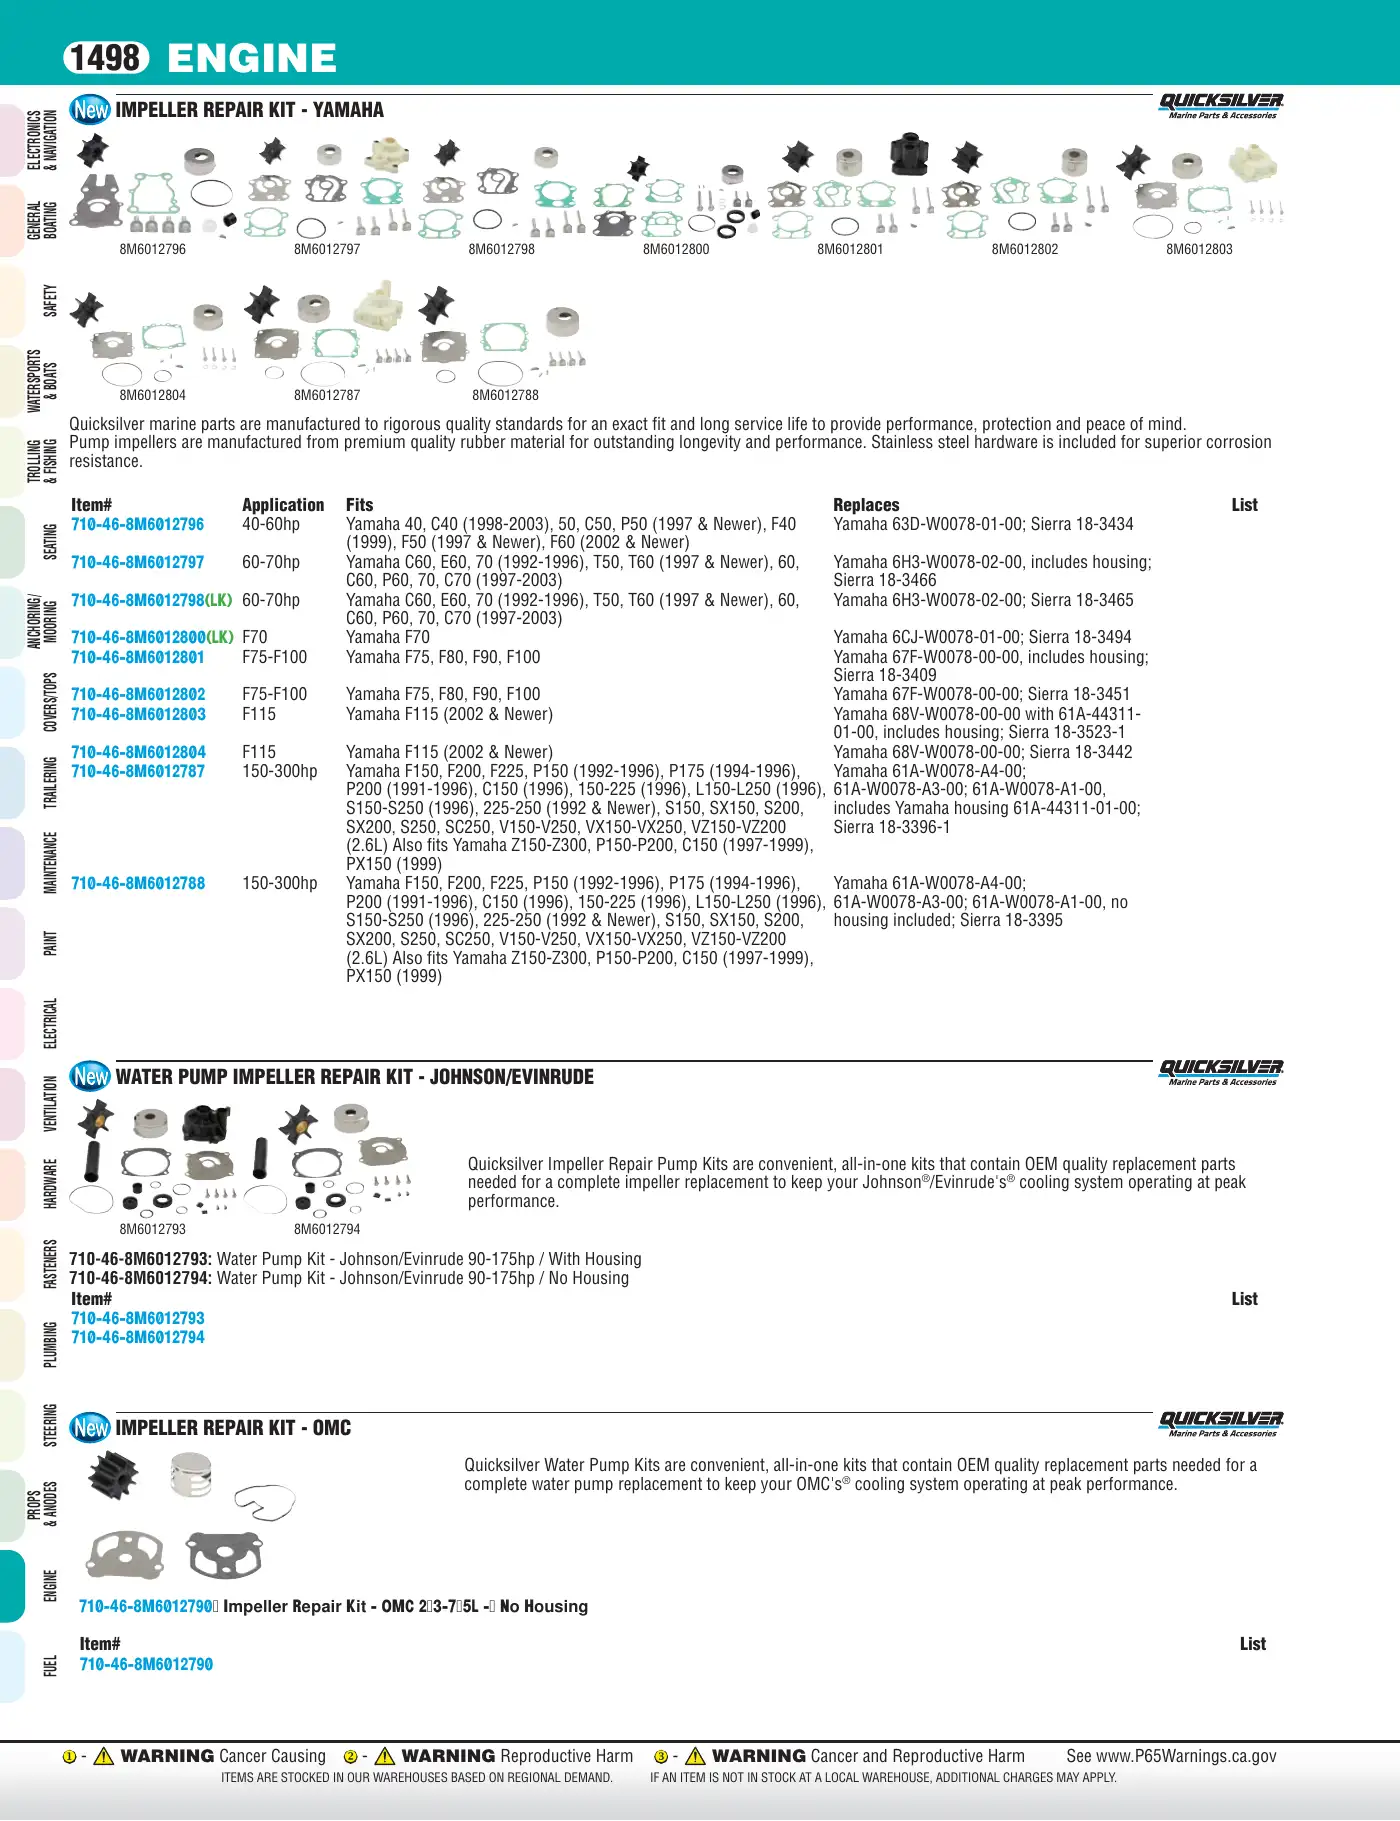 1498 ENGINE
ELECTRONICS
& NAVIGATION
GENERAL
BOATING
SAFETY
WATERSPORTS
& BOATS
TROLLING
& FISHING
SEATING
ANCHORING/
MOORING
COVERS/TOPS
TRAILERING
MAINTENANCE
PAINT
ELECTRICAL
VENTILATION
HARDWARE
FASTENERS
PLUMBING
STEERING
PROPS
& ANODES
ENGINE
FUEL
New IMPELLER REPAIR KIT - YAMAHA
QUICKSILVER
Marine Parts & Accessories
8M6012796 8M6012797 8M6012798 8M6012800 8M6012801 8M6012802 8M6012803
8M6012804 8M6012787 8M6012788
Quicksilver marine parts are manufactured to rigorous quality standards for an exact fit and long service life to provide performance, protection and peace of mind.
Pump impellers are manufactured from premium quality rubber material for outstanding longevity and performance. Stainless steel hardware is included for superior corrosion
resistance.
Item# Application Fits Replaces List
710-46-8M6012796 40-60hp Yamaha 40, C40 (1998-2003), 50, C50, P50 (1997 & Newer), F40 Yamaha 63D-W0078-01-00; Sierra 18-3434
(1999), F50 (1997 & Newer), F60 (2002 & Newer)
710-46-8M6012797 60-70hp Yamaha C60, E60, 70 (1992-1996), T50, T60 (1997 & Newer), 60, Yamaha 6H3-W0078-02-00, includes housing;
C60, P60, 70, C70 (1997-2003) Sierra 18-3466
710-46-8M6012798(LK) 60-70hp Yamaha C60, E60, 70 (1992-1996), T50, T60 (1997 & Newer), 60, Yamaha 6H3-W0078-02-00; Sierra 18-3465
C60, P60, 70, C70 (1997-2003)
710-46-8M6012800(LK) F70 Yamaha F70 Yamaha 6CJ-W0078-01-00; Sierra 18-3494
710-46-8M6012801 F75-F100 Yamaha F75, F80, F90, F100 Yamaha 67F-W0078-00-00, includes housing;
Sierra 18-3409
710-46-8M6012802 F75-F100 Yamaha F75, F80, F90, F100 Yamaha 67F-W0078-00-00; Sierra 18-3451
710-46-8M6012803 F115 Yamaha F115 (2002 & Newer) Yamaha 68V-W0078-00-00 with 61A-44311-
01-00, includes housing; Sierra 18-3523-1
710-46-8M6012804 F115 Yamaha F115 (2002 & Newer) Yamaha 68V-W0078-00-00; Sierra 18-3442
710-46-8M6012787 150-300hp Yamaha F150, F200, F225, P150 (1992-1996), P175 (1994-1996), Yamaha 61A-W0078-A4-00;
P200 (1991-1996), C150 (1996), 150-225 (1996), L150-L250 (1996), 61A-W0078-A3-00; 61A-W0078-A1-00,
S150-S250 (1996), 225-250 (1992 & Newer), S150, SX150, S200, includes Yamaha housing 61A-44311-01-00;
SX200, S250, SC250, V150-V250, VX150-VX250, VZ150-VZ200 Sierra 18-3396-1
(2.6L) Also fits Yamaha Z150-Z300, P150-P200, C150 (1997-1999),
PX150 (1999)
710-46-8M6012788 150-300hp Yamaha F150, F200, F225, P150 (1992-1996), P175 (1994-1996), Yamaha 61A-W0078-A4-00;
P200 (1991-1996), C150 (1996), 150-225 (1996), L150-L250 (1996), 61A-W0078-A3-00; 61A-W0078-A1-00, no
S150-S250 (1996), 225-250 (1992 & Newer), S150, SX150, S200, housing included; Sierra 18-3395
SX200, S250, SC250, V150-V250, VX150-VX250, VZ150-VZ200
(2.6L) Also fits Yamaha Z150-Z300, P150-P200, C150 (1997-1999),
PX150 (1999)
New WATER PUMP IMPELLER REPAIR KIT - JOHNSON/EVINRUDE
QUICKSILVER
Marine Parts & Accessories
8M6012793 8M6012794
Quicksilver Impeller Repair Pump Kits are convenient, all-in-one kits that contain OEM quality replacement parts
needed for a complete impeller replacement to keep your Johnson®/Evinrude's® cooling system operating at peak
performance.
710-46-8M6012793: Water Pump Kit - Johnson/Evinrude 90-175hp / With Housing
710-46-8M6012794: Water Pump Kit - Johnson/Evinrude 90-175hp / No Housing
Item# List
710-46-8M6012793
710-46-8M6012794
New IMPELLER REPAIR KIT - OMC
QUICKSILVER
Marine Parts & Accessories
Quicksilver Water Pump Kits are convenient, all-in-one kits that contain OEM quality replacement parts needed for a
complete water pump replacement to keep your OMC's® cooling system operating at peak performance.
710-46-8M6012790▯ Impeller Repair Kit - OMC 2▯3-7▯5L -▯ No Housing
Item# List
710-46-8M6012790
1 - ⚠ WARNING Cancer Causing 2 - ⚠ WARNING Reproductive Harm 3 - ⚠ WARNING Cancer and Reproductive Harm See www.P65Warnings.ca.gov
ITEMS ARE STOCKED IN OUR WAREHOUSES BASED ON REGIONAL DEMAND. IF AN ITEM IS NOT IN STOCK AT A LOCAL WAREHOUSE, ADDITIONAL CHARGES MAY APPLY.